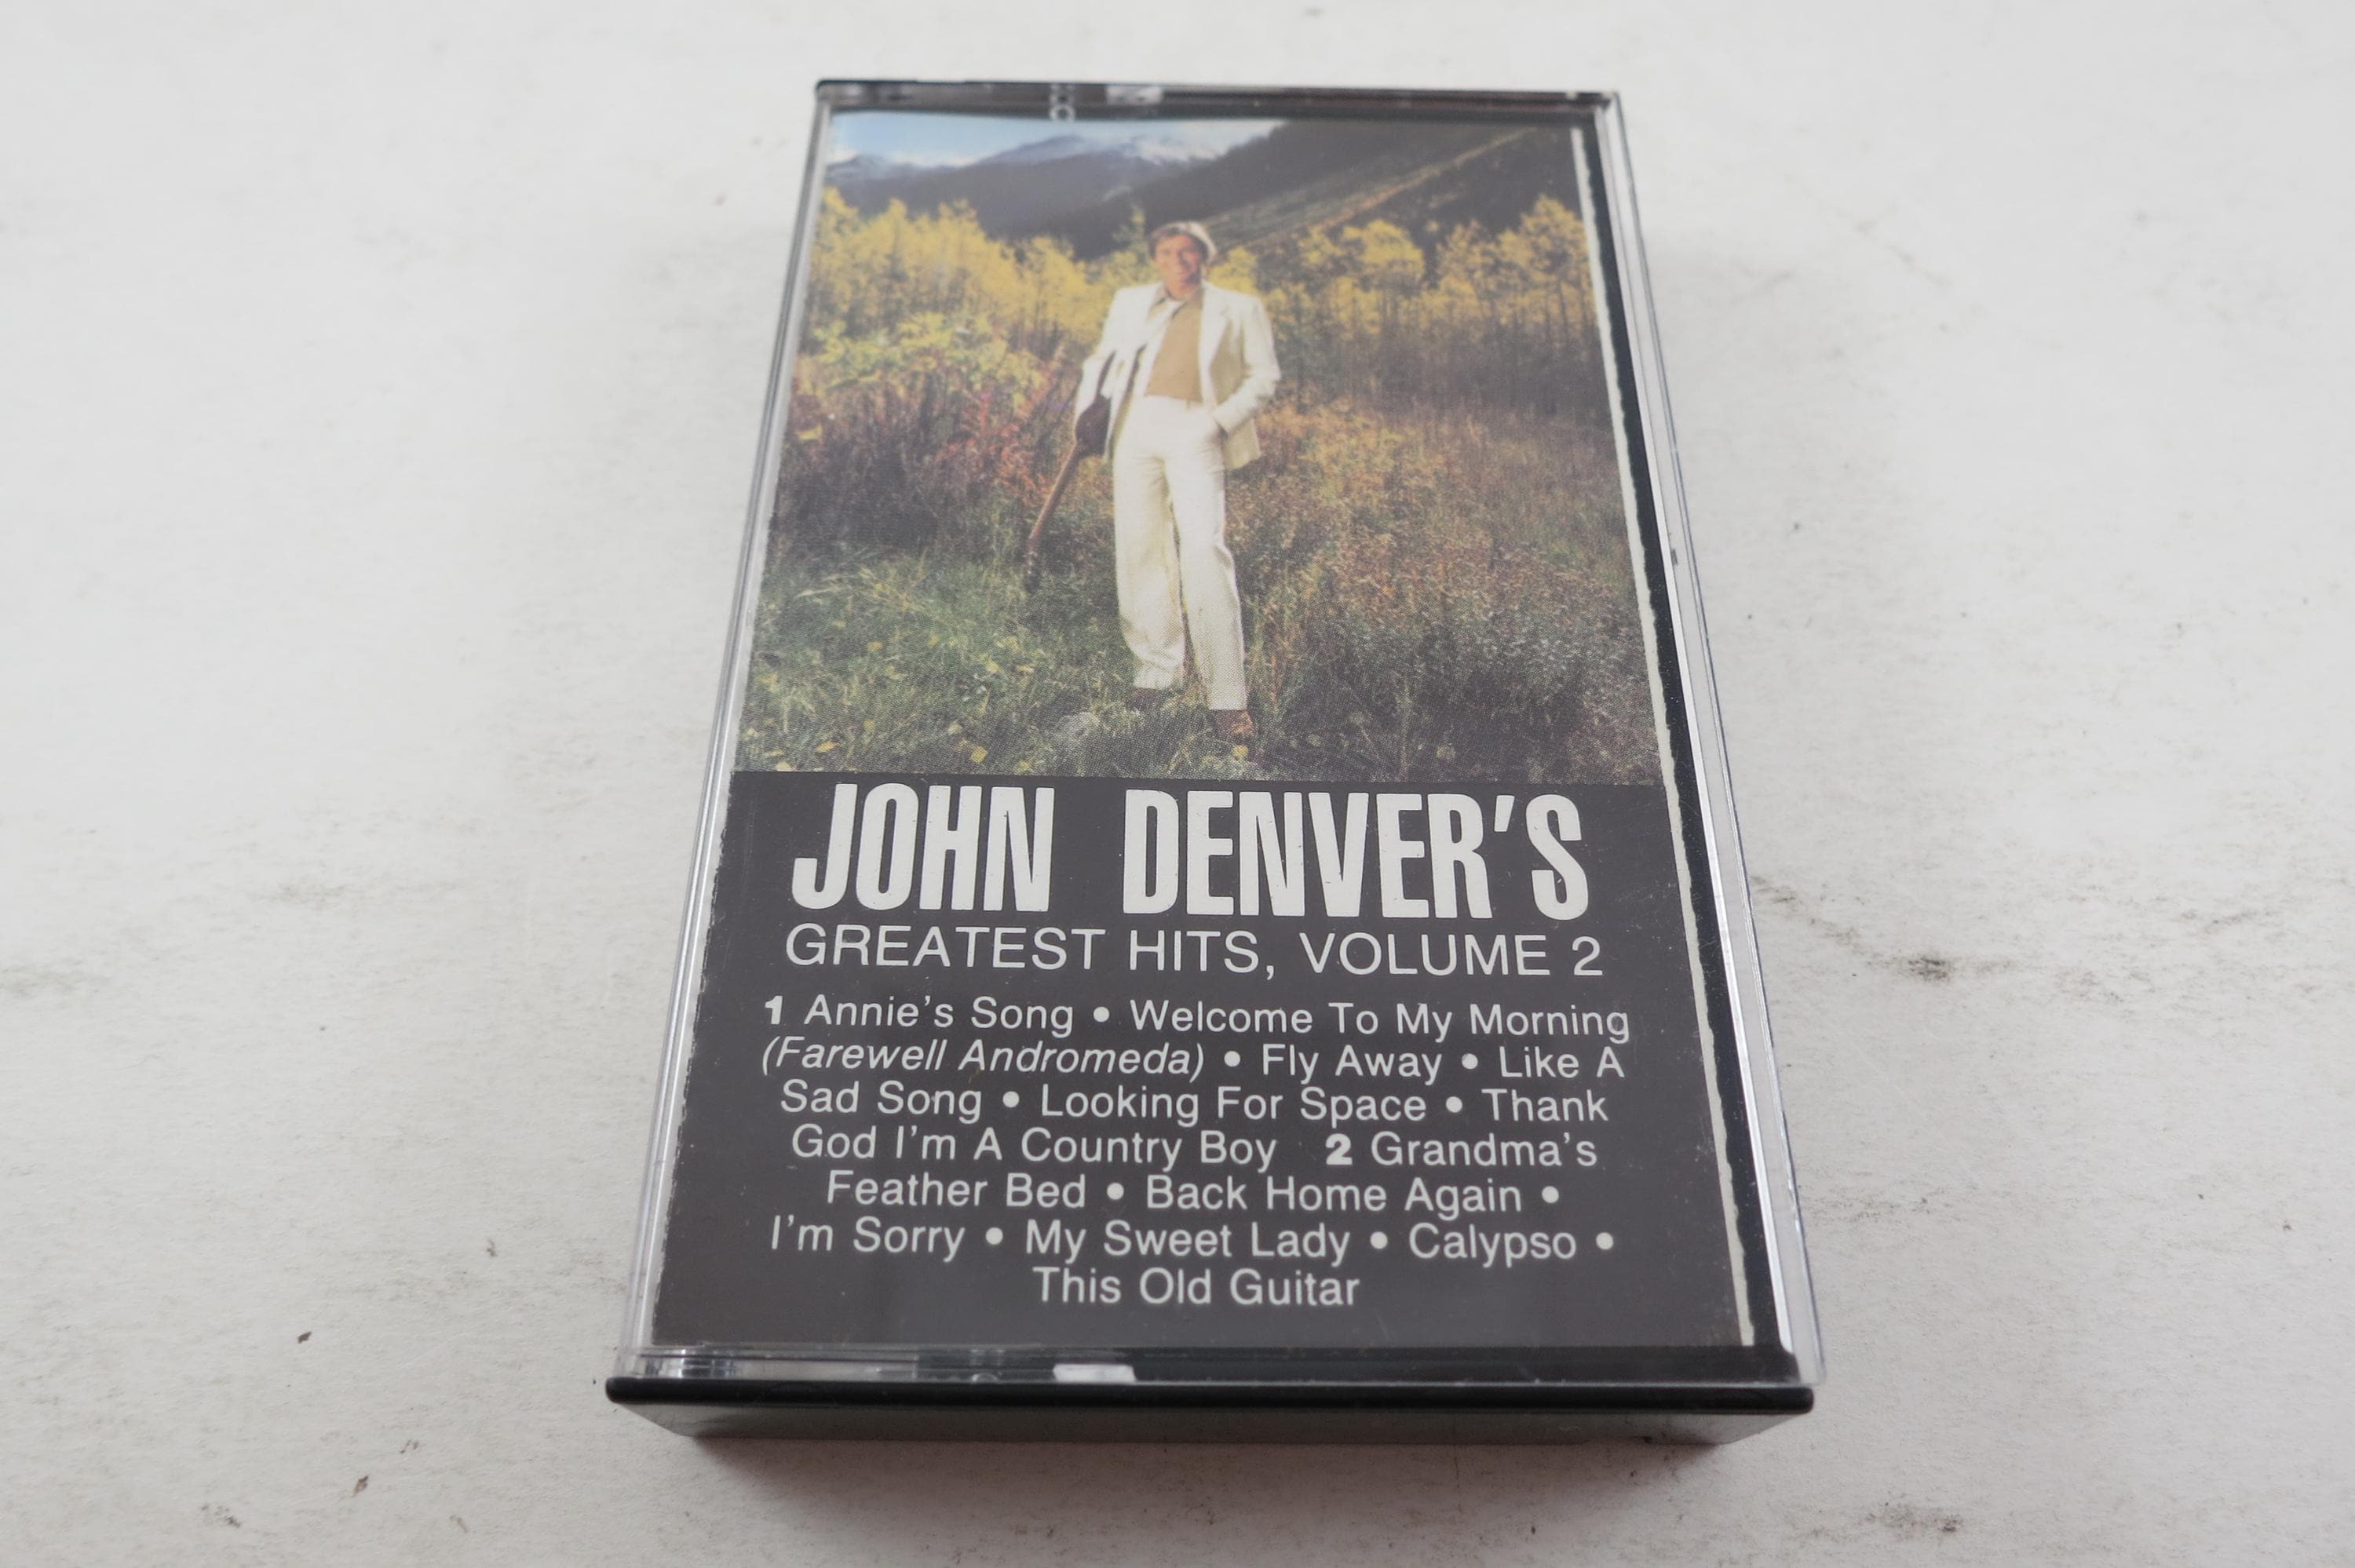 JOHN DENVER'S
GREATEST HITS, VOLUME 2
1 Annie's Song • Welcome To My Morning
(Farewell Andromeda) • Fly Away • Like A
Sad Song • Looking For Space • Thank
God I'm A Country Boy 2 Grandma's
Feather Bed • Back Home Again •
I'm Sorry • My Sweet Lady • Calypso •
This Old Guitar